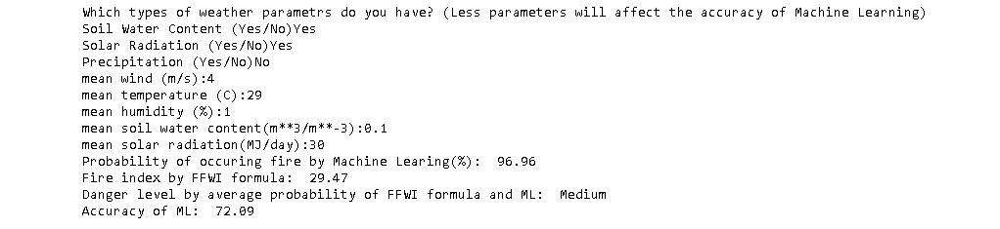 Which types of weather parametrs do you have? (Less parameters will affect the accuracy of Machine Learning)
Soil Water Content (Yes/No)Yes
Solar Radiation (Yes/No)Yes
Precipitation (Yes/No)No
mean wind (m/s):4
mean temperature (C):29
mean humidity (%):1
mean soil water content(m**3/m**-3):0.1
mean solar radiation(MJ/day):30
Probability of occuring fire by Machine Learing(%):  96.96
Fire index by FFWI formula:  29.47
Danger level by average probability of FFWI formula and ML:  Medium
Accuracy of ML:  72.09